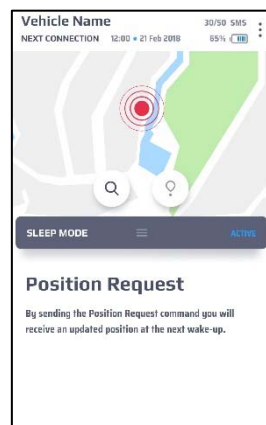 Vehicle Name 30/50 SMS
NEXT CONNECTION 12:00 • 21 Feb 2018 65%
SLEEP MODE ACTIVE
Position Request
By sending the Position Request command you will
receive an updated position at the next wake-up.